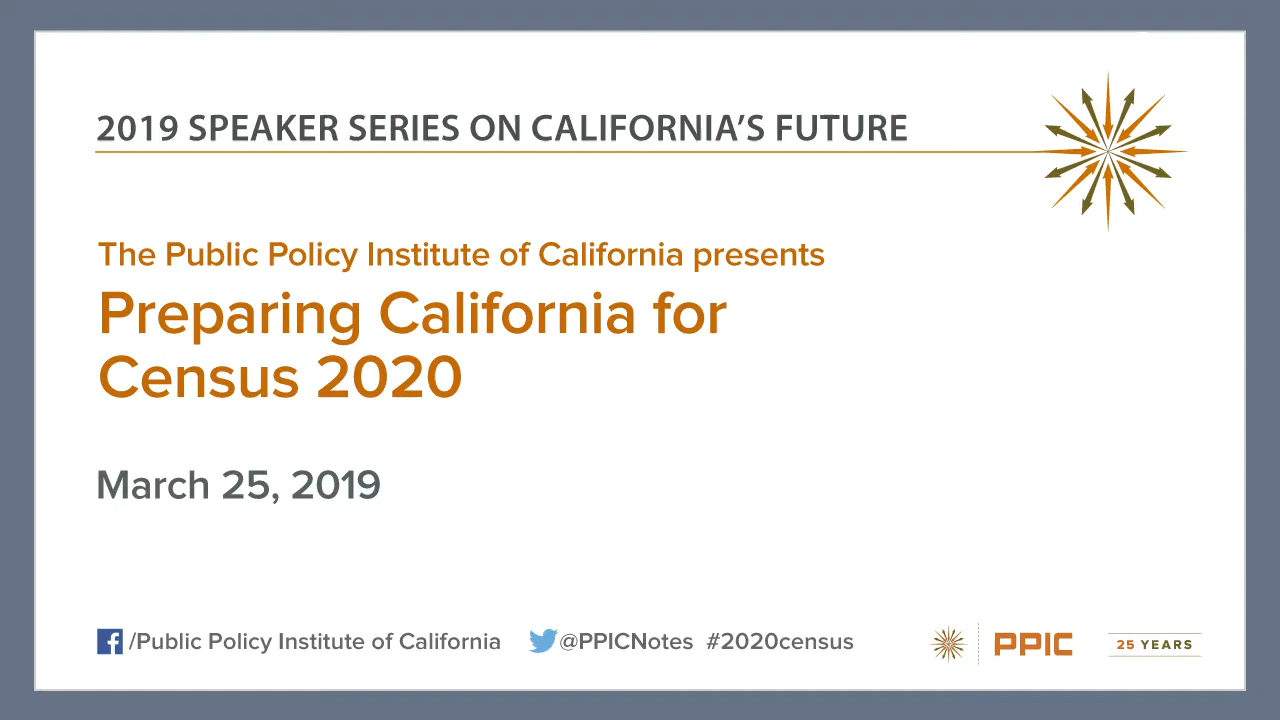 2019 SPEAKER SERIES ON CALIFORNIA’S FUTURE
The Public Policy Institute of California presents
Preparing California for
Census 2020
March 25, 2019
/Public Policy Institute of California @PPICNotes #2020census
PPIC 25 YEARS